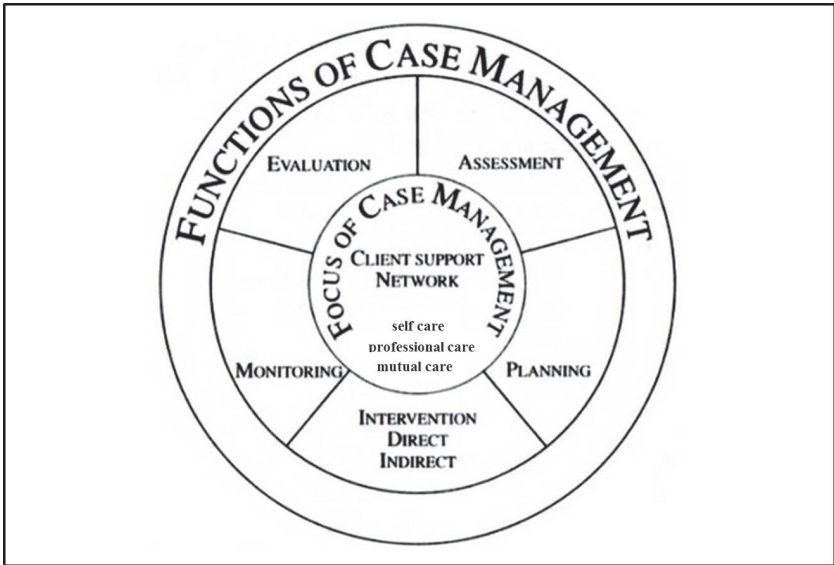 FUNCTIONS OF CASE MANAGEMENT
EVALUATION
ASSESSMENT
FOCUS OF CASE MANAGEMENT
CLIENT SUPPORT
NETWORK
self care
professional care
mutual care
MONITORING
PLANNING
INTERVENTION
DIRECT
INDIRECT